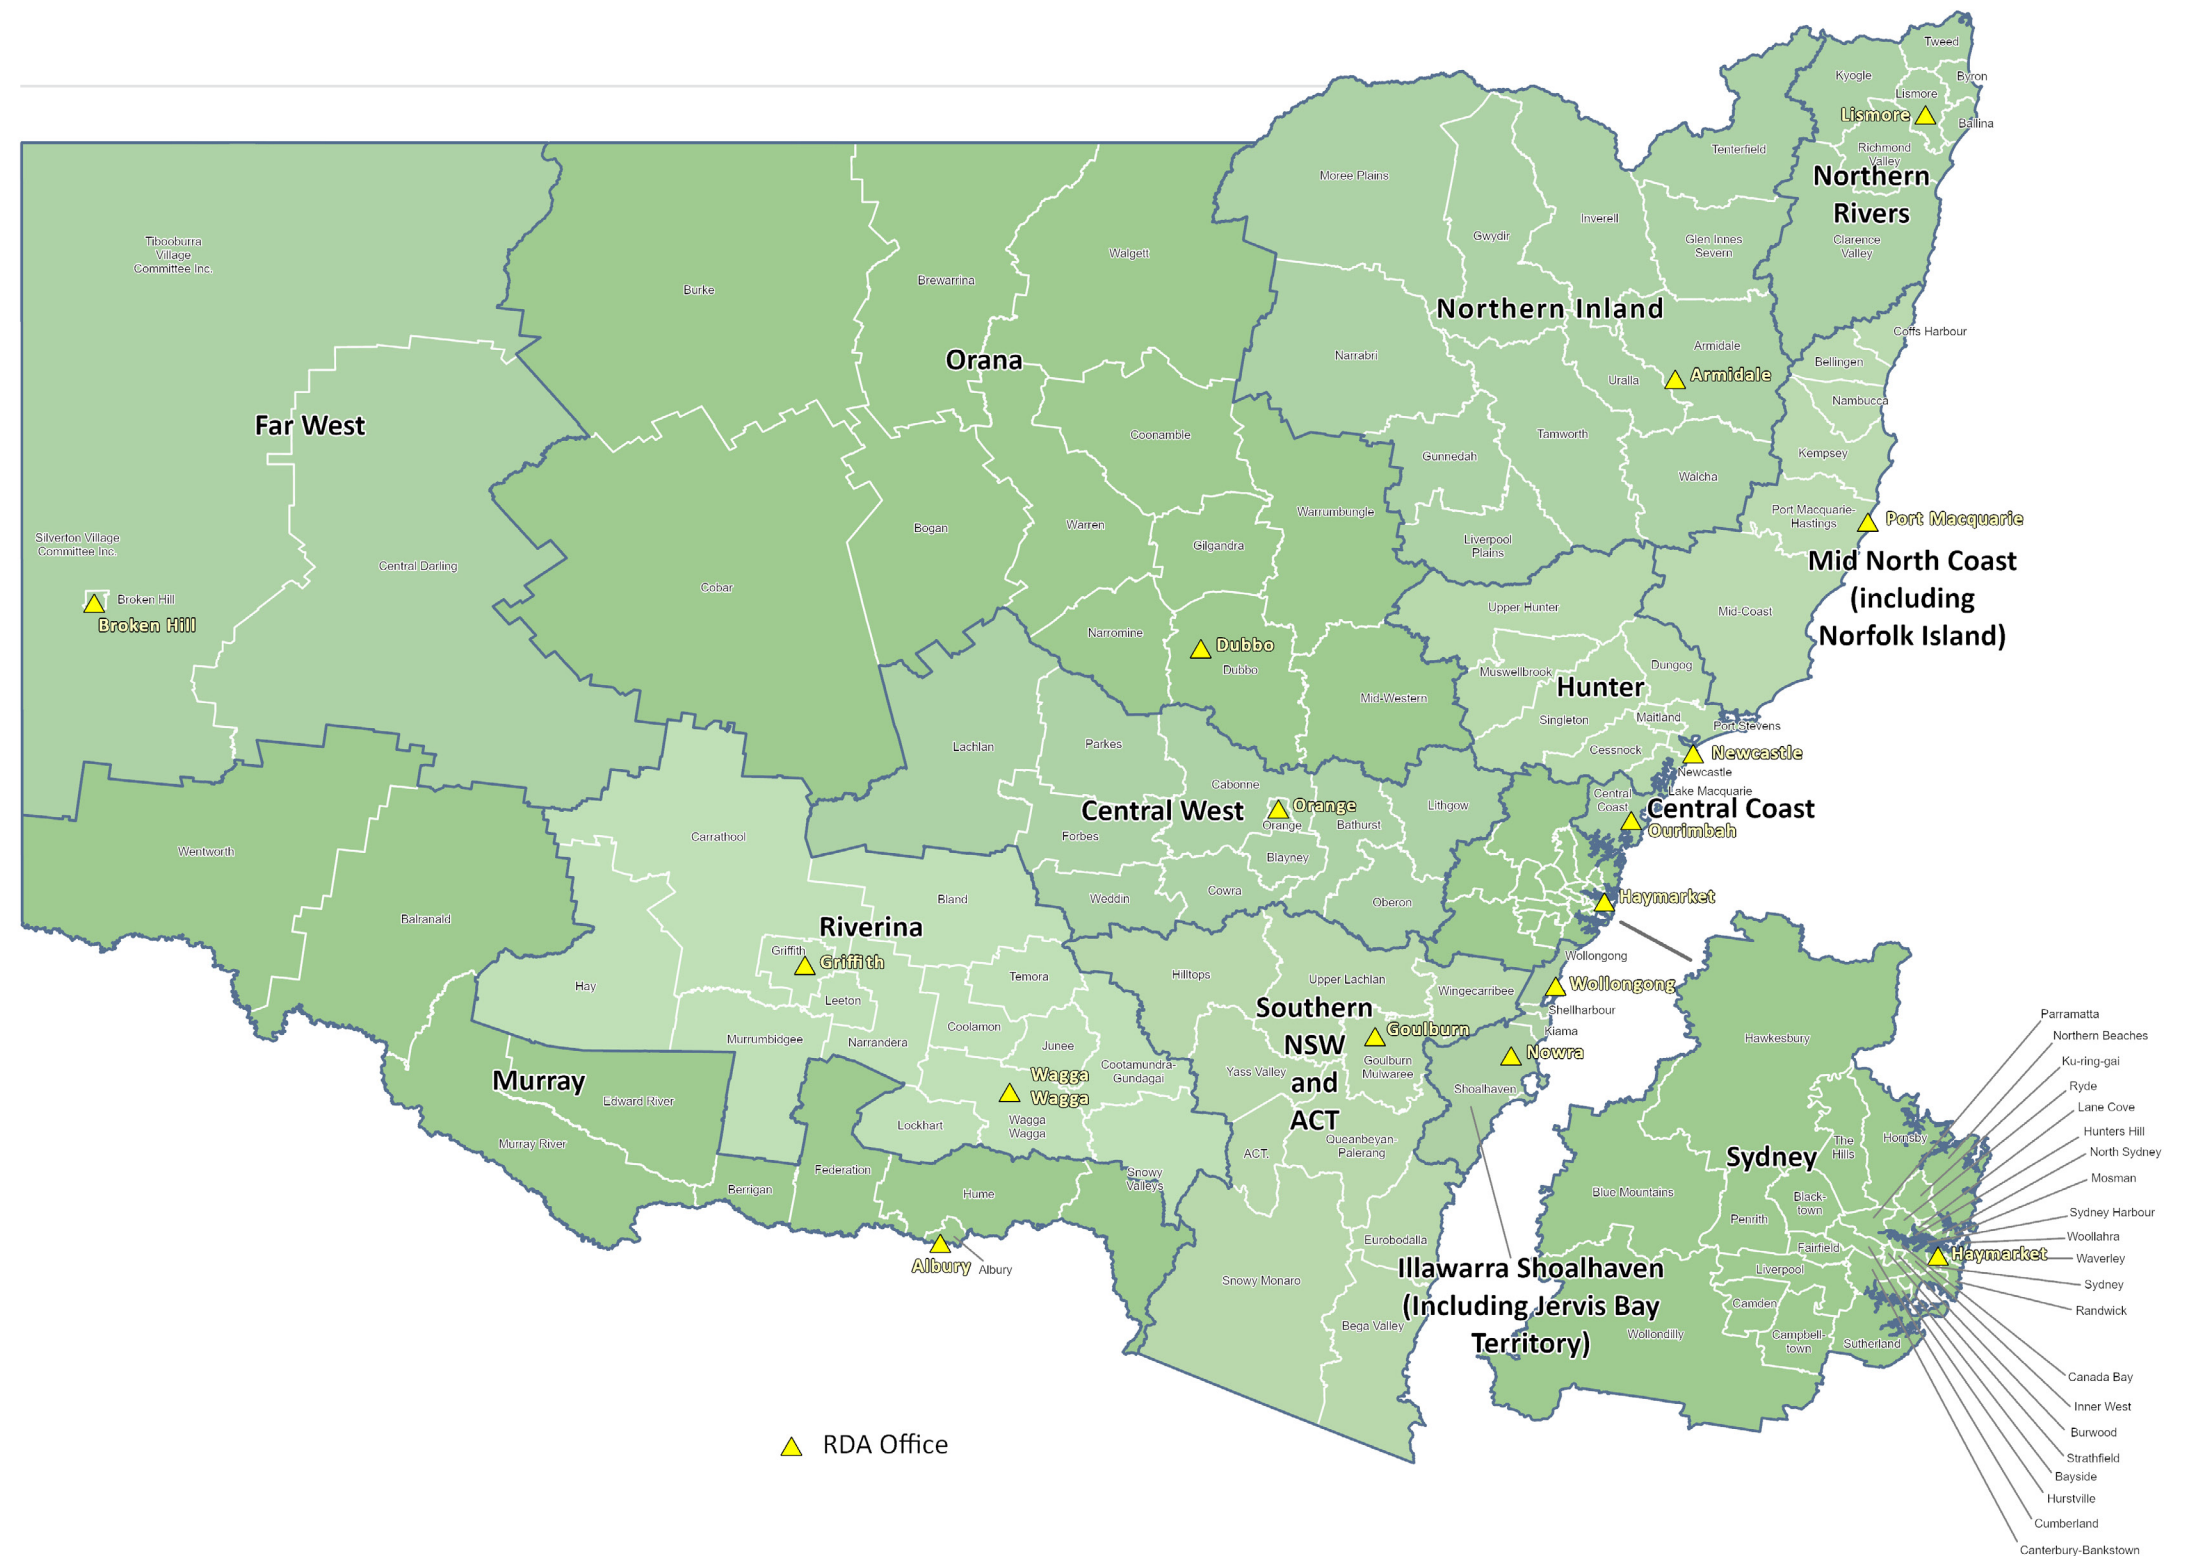 Tweed
Kyogle
Byron
Lismore
Lismore
Ballina
Richmond
Valley
Northern
Rivers
Clarence
Valley
Tenterfield
Moree Plains
Inverell
Gwydir
Glen Innes
Severn
Northern Inland
Narrabri
Armidale
Uralla
Armidale
Tamworth
Gunnedah
Walcha
Liverpool
Plains
Coffs Harbour
Bellingen
Nambucca
Kempsey
Port Macquarie-
Hastings
Port Macquarie
Mid North Coast
(including
Norfolk Island)
Mid-Coast
Tibooburra
Village
Committee Inc.
Far West
Silverton Village
Committee Inc.
Central Darling
Broken Hill
Broken Hill
Burke
Brewarrina
Walgett
Orana
Coonamble
Cobar
Bogan
Warren
Warrumbungle
Gilgandra
Narromine
Dubbo
Dubbo
Mid-Western
Upper Hunter
Muswellbrook
Dungog
Hunter
Singleton
Maitland
Port Stevens
Cessnock
Newcastle
Newcastle
Lake Macquarie
Central
Coast
Central Coast
Ourimbah
Lachlan
Parkes
Cabonne
Central West
Orange
Orange
Bathurst
Lithgow
Forbes
Blayney
Weddin
Cowra
Oberon
Haymarket
Wentworth
Balranald
Carrathool
Bland
Riverina
Griffith
Griffith
Hay
Leeton
Temora
Murrumbidgee
Narrandera
Coolamon
Junee
Cootamundra-
Gundagai
Wagga
Wagga
Wagga
Wagga
Lockhart
Snowy
Valleys
Murray
Edward River
Murray River
Berrigan
Federation
Hume
Albury
Albury
Hilltops
Upper Lachlan
Wingecarribee
Southern
NSW
and
ACT
Goulburn
Goulburn
Mulwaree
Yass Valley
ACT.
Queanbeyan-
Palerang
Eurobodalla
Snowy Monaro
Bega Valley
Wollongong
Wollongong
Shellharbour
Kiama
Nowra
Shoalhaven
Illawarra Shoalhaven
(Including Jervis Bay
Territory)
Hawkesbury
Sydney
The
Hills
Hornsby
Blue Mountains
Black-
town
Penrith
Fairfield
Liverpool
Camden
Wollondilly
Campbell-
town
Sutherland
Haymarket
Parramatta
Northern Beaches
Ku-ring-gai
Ryde
Lane Cove
Hunters Hill
North Sydney
Mosman
Sydney Harbour
Woollahra
Waverley
Sydney
Randwick
Canada Bay
Inner West
Burwood
Strathfield
Bayside
Hurstville
Cumberland
Canterbury-Bankstown
RDA Office